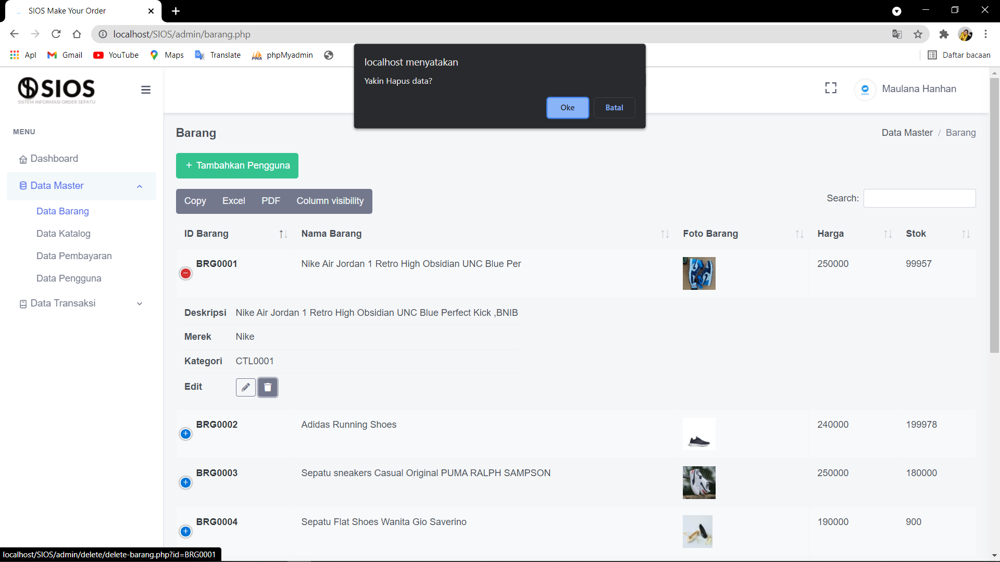 SIOS Make Your Order
localhost/SIOS/admin/barang.php
Apl Gmail YouTube Maps Translate phpMyadmin Daftar bacaan
localhost menyatakan
Yakin Hapus data?
Oke Batal
SIOS
SISTEM INFORMASI ORDER SEPATU
Maulana Hanhan
MENU
Dashboard
Data Master
Data Barang
Data Katalog
Data Pembayaran
Data Pengguna
Data Transaksi
Barang
Data Master / Barang
+ Tambahkan Pengguna
Copy Excel PDF Column visibility
Search:
ID Barang Nama Barang Foto Barang Harga Stok
BRG0001 Nike Air Jordan 1 Retro High Obsidian UNC Blue Per 250000 99957
Deskripsi Nike Air Jordan 1 Retro High Obsidian UNC Blue Perfect Kick ,BNIB
Merek Nike
Kategori CTL0001
Edit
BRG0002 Adidas Running Shoes 240000 199978
BRG0003 Sepatu sneakers Casual Original PUMA RALPH SAMPSON 250000 180000
BRG0004 Sepatu Flat Shoes Wanita Gio Saverino 190000 900
localhost/SIOS/admin/delete/delete-barang.php?id=BRG0001